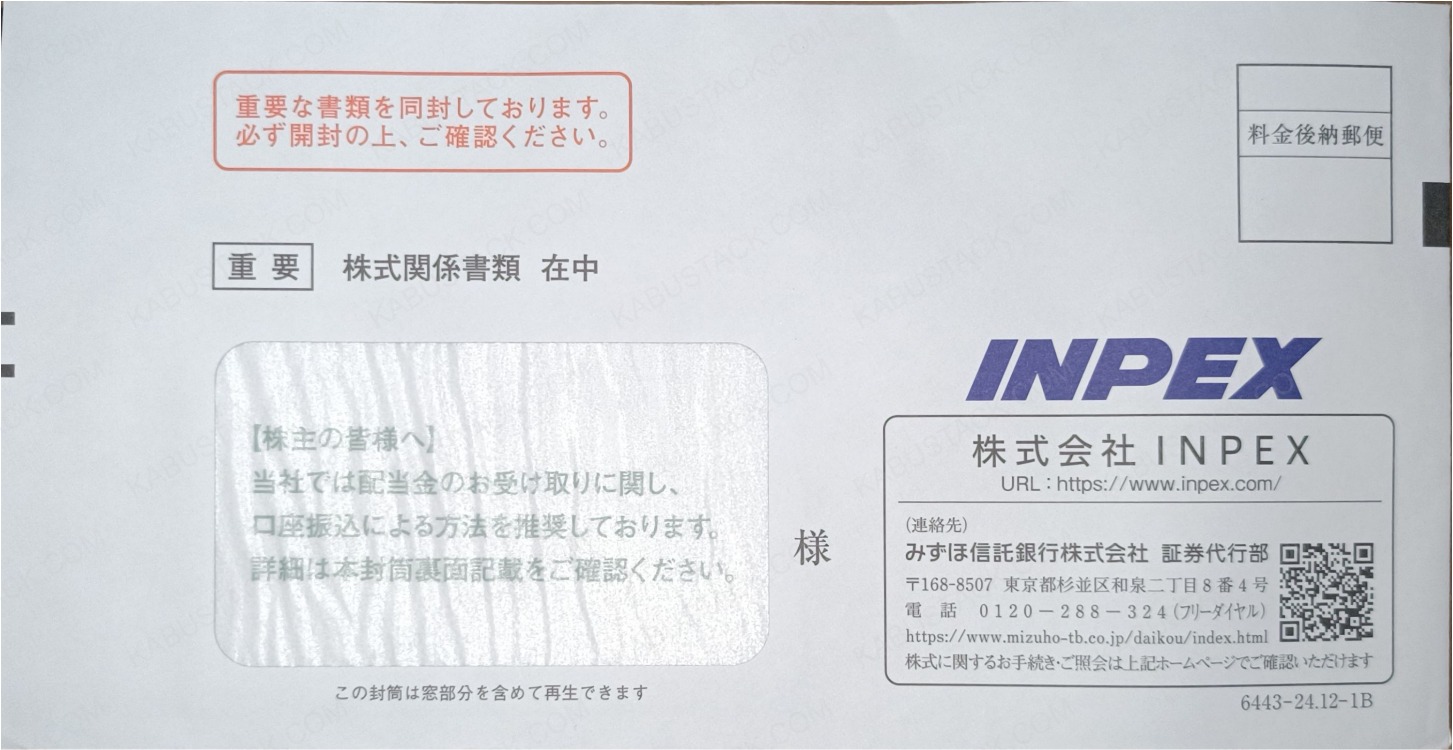 重要な書類を同封しております。
必ず開封の上、ご確認ください。
料金後納郵便
重要 株式関係書類 在中
【株主の皆様へ】
当社では配当金のお受け取りに関し、
口座振込による方法を推奨しております。
詳細は本封筒裏面記載をご確認ください。
様
この封筒は窓部分を含めて再生できます
INPEX
株式会社 INPEX
URL:https://www.inpex.com/
(連絡先)
みずほ信託銀行株式会社 証券代行部
〒168-8507 東京都杉並区和泉二丁目8番4号
電 話 0120-288-324(フリーダイヤル)
https://www.mizuho-tb.co.jp/daikou/index.html
株式に関するお手続き・ご照会は上記ホームページでご確認いただけます
6443-24.12-1B
KABUSTACK.COM